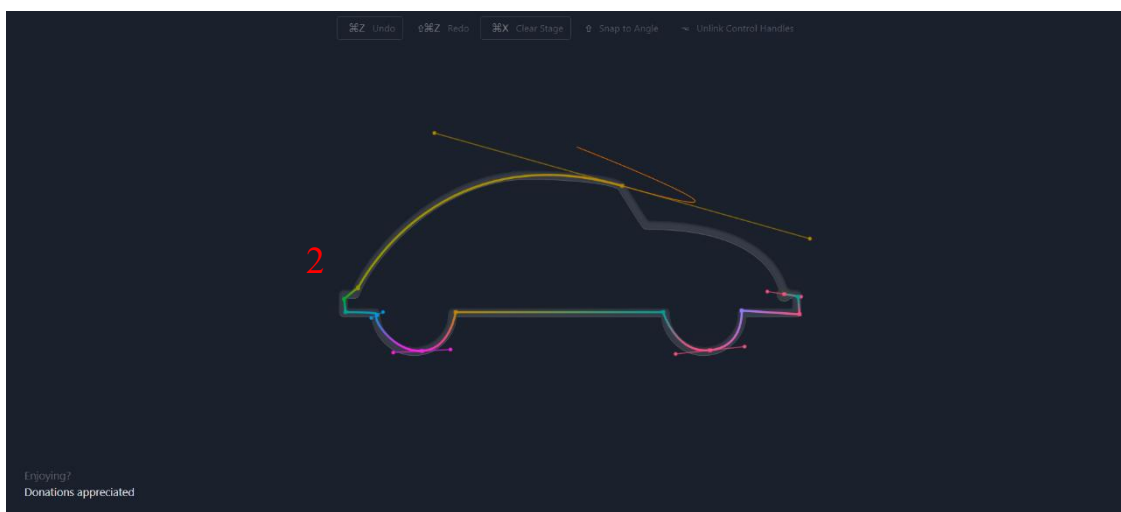 ⌘Z Undo ⇧⌘Z Redo ⌘X Clear Stage ⇧ Snap to Angle ⌥ Unlink Control Handles
2
Enjoying?
Donations appreciated